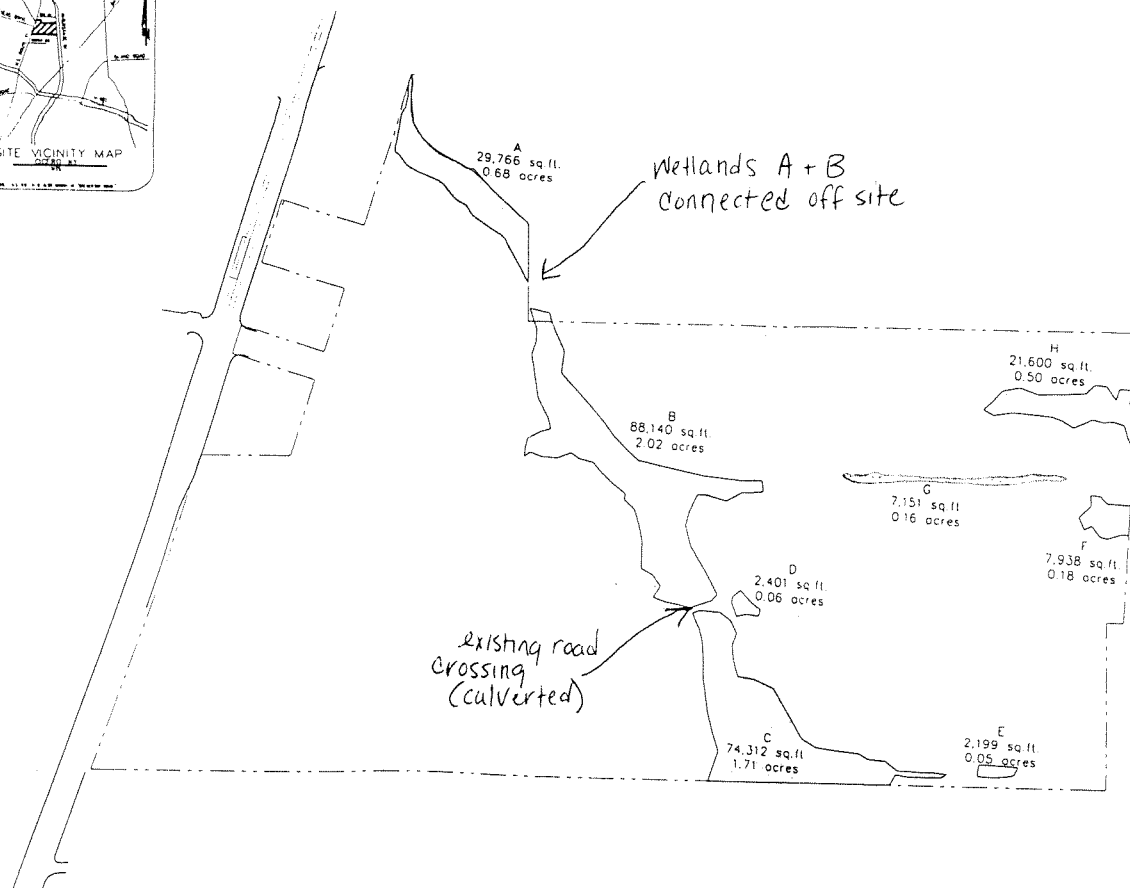 SITE VICINITY MAP
A
29,766 sq.ft.
0.68 acres
Wetlands A + B
connected off site
H
21,600 sq.ft.
0.50 acres
B
88,140 sq.ft.
2.02 acres
G
7,151 sq.ft
0.16 acres
F
7,938 sq.ft.
0.18 acres
D
2,401 sq.ft.
0.06 acres
existing road
crossing
(culverted)
C
74,312 sq.ft
1.71 acres
E
2,199 sq.ft.
0.05 acres